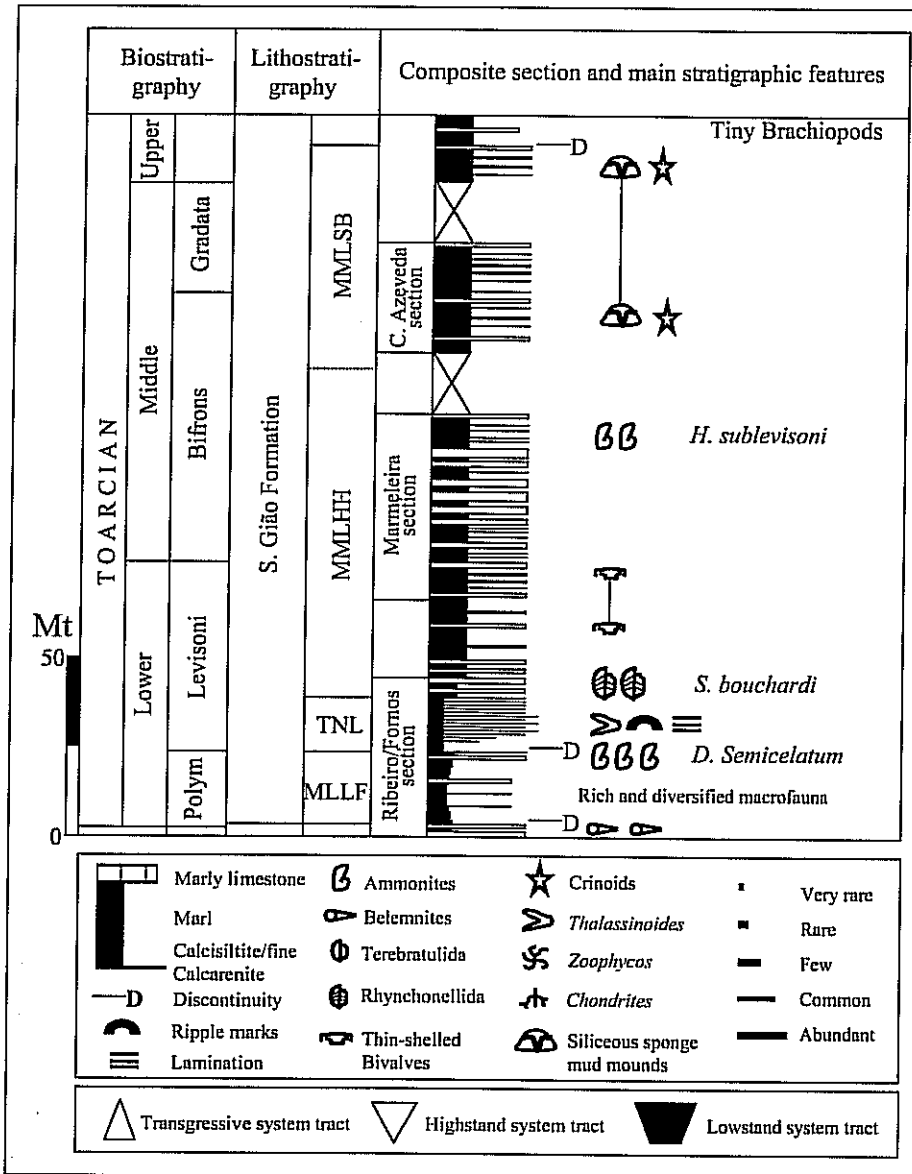 Biostrati-
graphy
Lithostrati-
graphy
Composite section and main stratigraphic features
TOARCIAN
Upper
Middle
Lower
Gradata
Bifrons
Levisoni
Polym
S. Gião Formation
MMLSB
MMLHH
TNL
MLLF
C. Azeveda
section
Marmeleira
section
Ribeiro/Fornos
section
Tiny Brachiopods
D
H. sublevisoni
S. bouchardi
D
D. Semicelatum
Rich and diversified macrofauna
D
Mt
50
0
Marly limestone
Marl
Calcisiltite/fine
Calcarenite
D Discontinuity
Ripple marks
Lamination
Ammonites
Belemnites
Terebratulida
Rhynchonellida
Thin-shelled
Bivalves
Crinoids
Thalassinoides
Zoophycos
Chondrites
Siliceous sponge
mud mounds
Very rare
Rare
Few
Common
Abundant
Transgressive system tract
Highstand system tract
Lowstand system tract